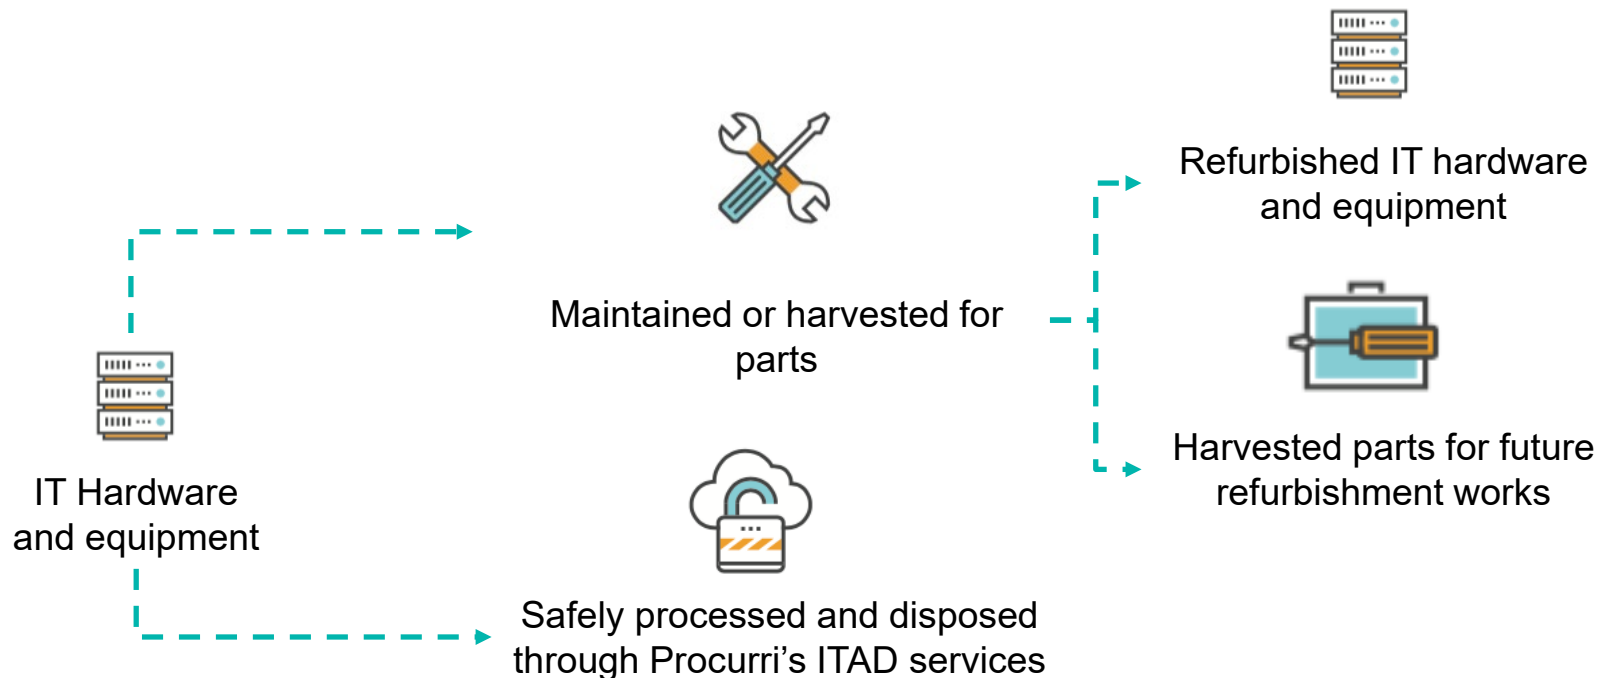 IT Hardware
and equipment
Maintained or harvested for
parts
Safely processed and disposed
through Procurri’s ITAD services
Refurbished IT hardware
and equipment
Harvested parts for future
refurbishment works